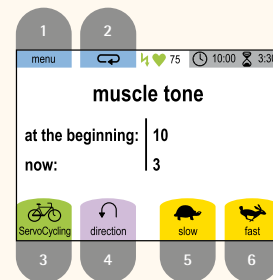 1 2
menu 75 10:00 3:30
muscle tone
at the beginning: 10
now: 3
ServoCycling direction slow fast
3 4 5 6